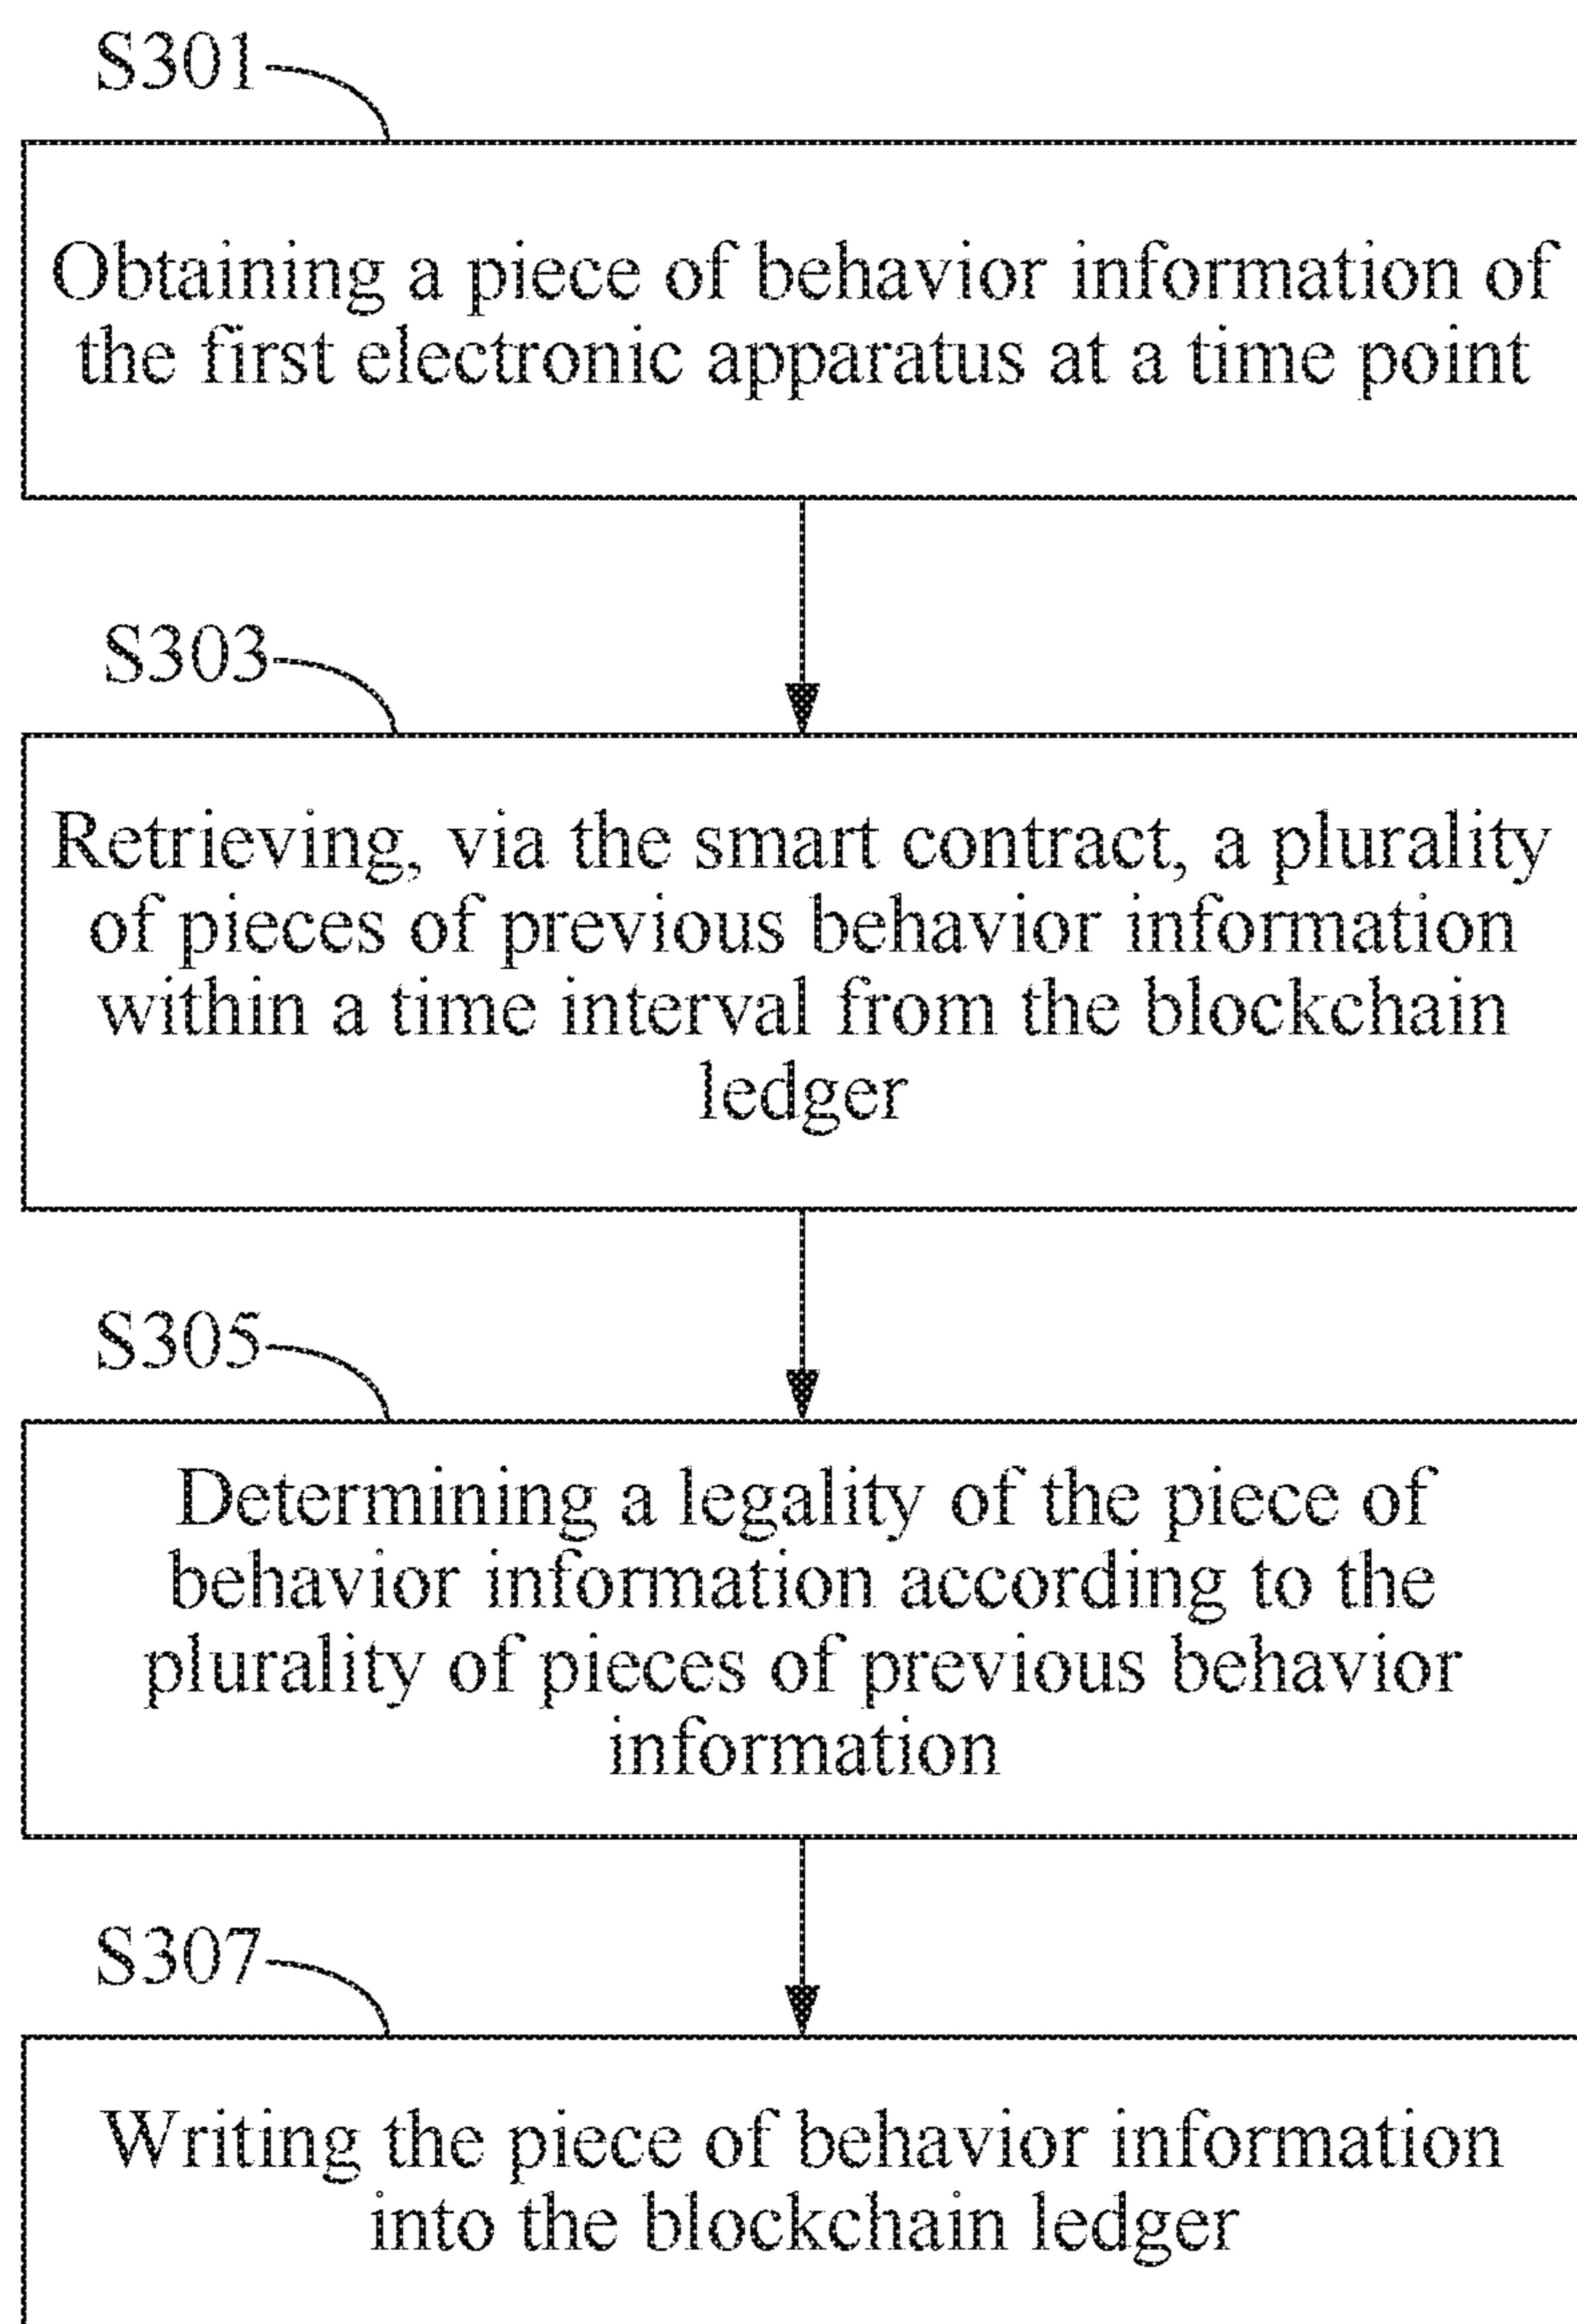 S301
Obtaining a piece of behavior information of
the first electronic apparatus at a time point
S303
Retrieving, via the smart contract, a plurality
of pieces of previous behavior information
within a time interval from the blockchain
ledger
S305
Determining a legality of the piece of
behavior information according to the
plurality of pieces of previous behavior
information
S307
Writing the piece of behavior information
into the blockchain ledger